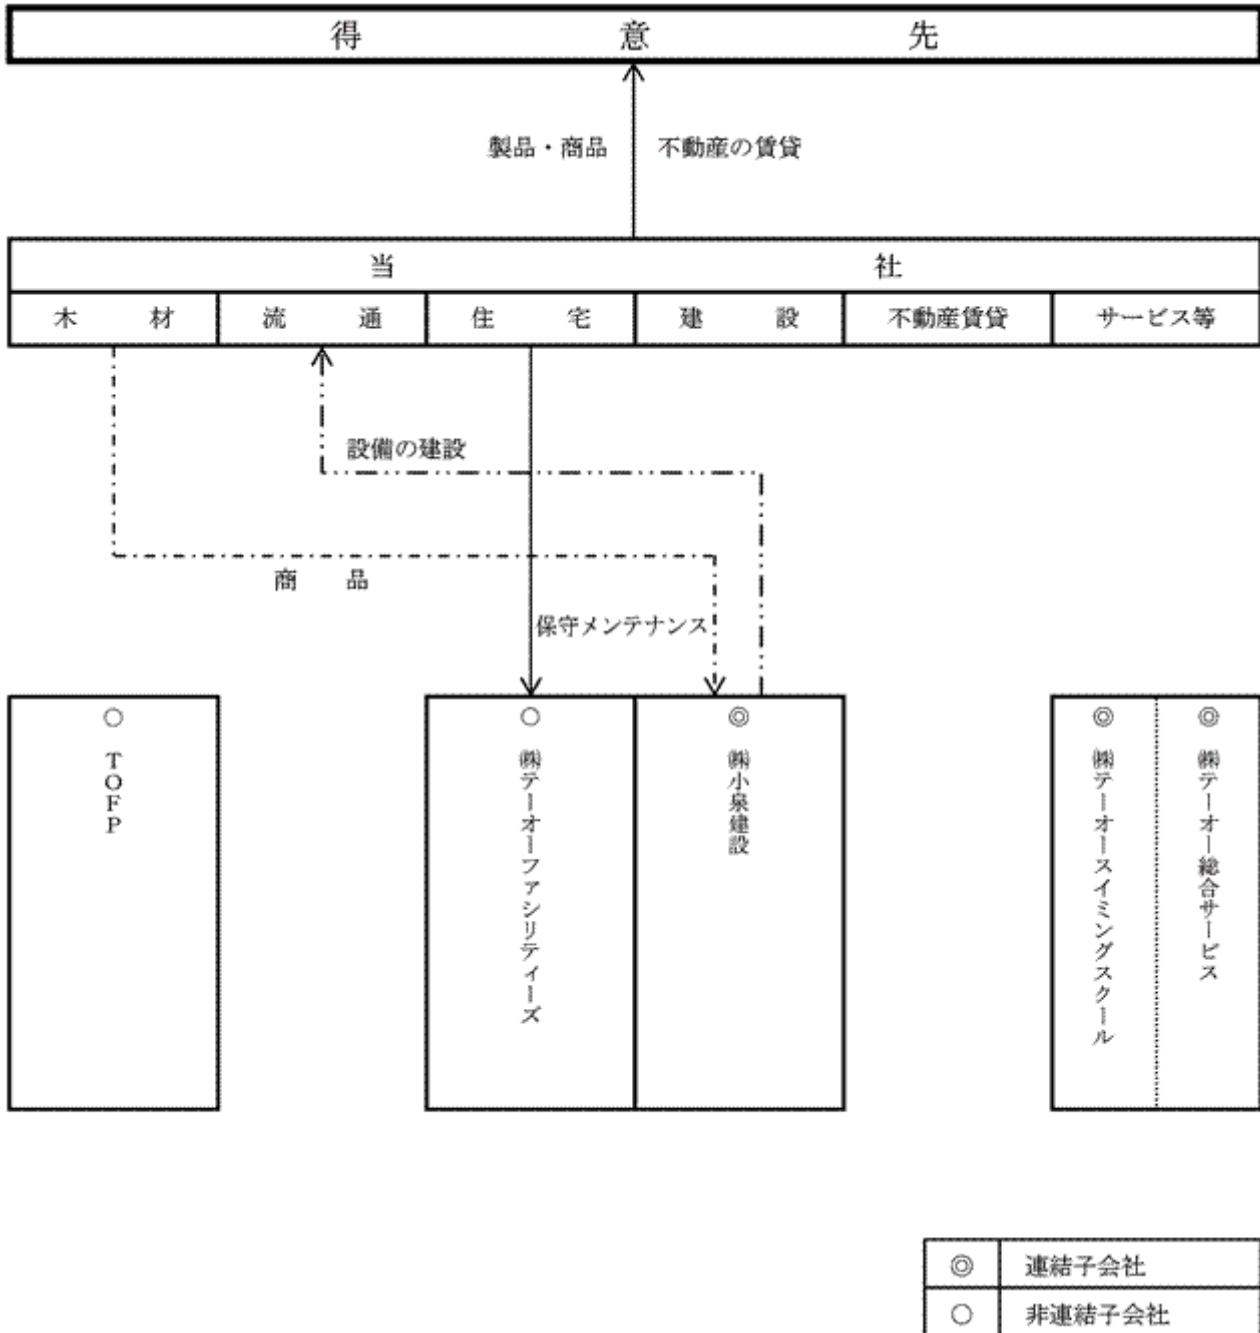 得意先
製品・商品 不動産の賃貸
当社
木材 流通 住宅 建設 不動産賃貸 サービス等
設備の建設
商品
保守メンテナンス
○ TOFP
○ ㈱テーオーファシリティーズ
◎ ㈱小泉建設
◎ ㈱テーオースイミングスクール
◎ ㈱テーオー総合サービス
◎ 連結子会社
○ 非連結子会社